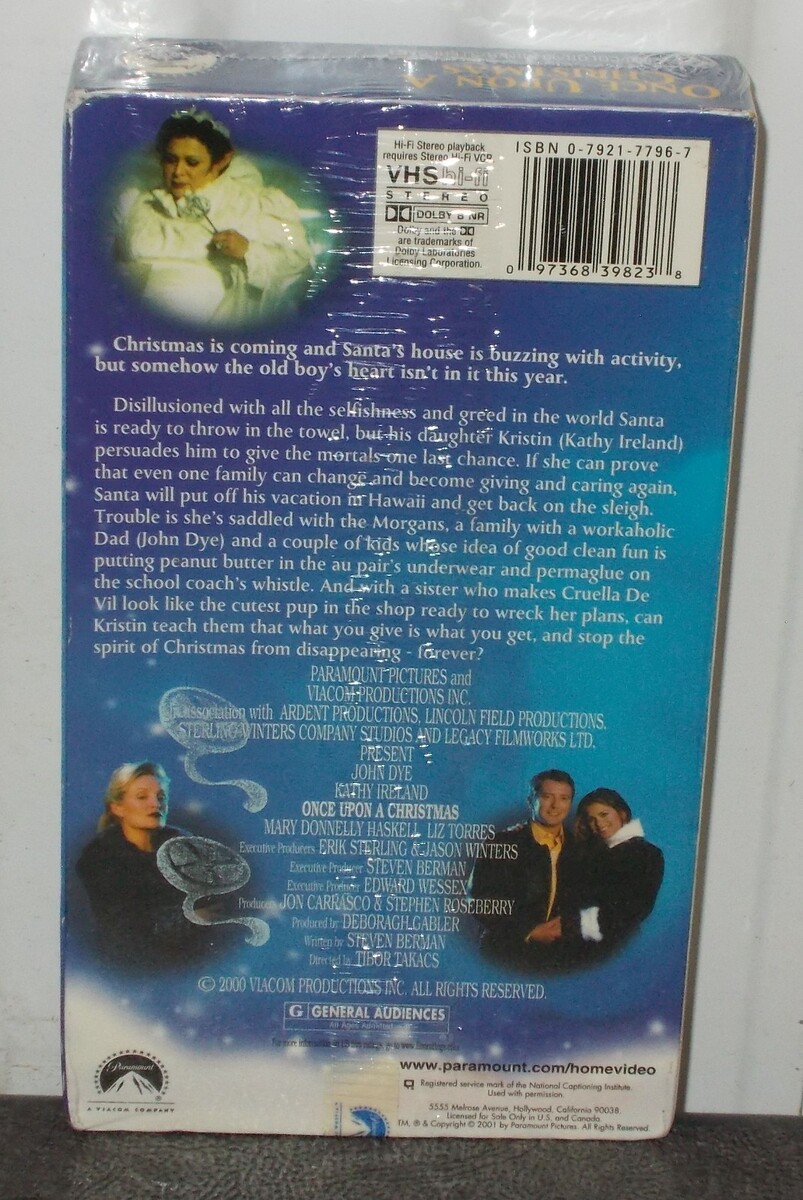 ONCE UPON A
CHRISTMAS
Hi-Fi Stereo playback
requires Stereo Hi-Fi VCR
VHS hi-fi
STEREO
DOLBY B NR
Dolby and the
are trademarks of
Dolby Laboratories
Licensing Corporation.
ISBN 0-7921-7796-7
0 97368 39823 8
Christmas is coming and Santa's house is buzzing with activity,
but somehow the old boy's heart isn't in it this year.
Disillusioned with all the selfishness and greed in the world Santa
is ready to throw in the towel, but his daughter Kristin (Kathy Ireland)
persuades him to give the mortals one last chance. If she can prove
that even one family can change and become giving and caring again,
Santa will put off his vacation in Hawaii and get back on the sleigh.
Trouble is she's saddled with the Morgans, a family with a workaholic
Dad (John Dye) and a couple of kids whose idea of good clean fun is
putting peanut butter in the au pair's underwear and permaglue on
the school coach's whistle. And with a sister who makes Cruella De
Vil look like the cutest pup in the shop ready to wreck her plans, can
Kristin teach them that what you give is what you get, and stop the
spirit of Christmas from disappearing - forever?
PARAMOUNT PICTURES and
VIACOM PRODUCTIONS INC.
In association with ARDENT PRODUCTIONS, LINCOLN FIELD PRODUCTIONS,
STERLING WINTERS COMPANY STUDIOS AND LEGACY FILMWORKS LTD.
PRESENT
JOHN DYE
KATHY IRELAND
ONCE UPON A CHRISTMAS
MARY DONNELLY HASKELL LIZ TORRES
Executive Producers ERIK STERLING & JASON WINTERS
Executive Producer STEVEN BERMAN
Executive Producer EDWARD WESSEX
Producers JON CARRASCO & STEPHEN ROSEBERRY
Produced by DEBORAGH GABLER
Written by STEVEN BERMAN
Directed by TIBOR TAKACS
© 2000 VIACOM PRODUCTIONS INC. ALL RIGHTS RESERVED.
G GENERAL AUDIENCES
All Ages Admitted
For more information on film ratings, go to www.filmratings.com
Paramount
A VIACOM COMPANY
www.paramount.com/homevideo
Registered service mark of the National Captioning Institute.
Used with permission.
5555 Melrose Avenue, Hollywood, California 90038
Licensed for Sale Only in U.S. and Canada.
TM, ® & Copyright © 2001 by Paramount Pictures. All Rights Reserved.